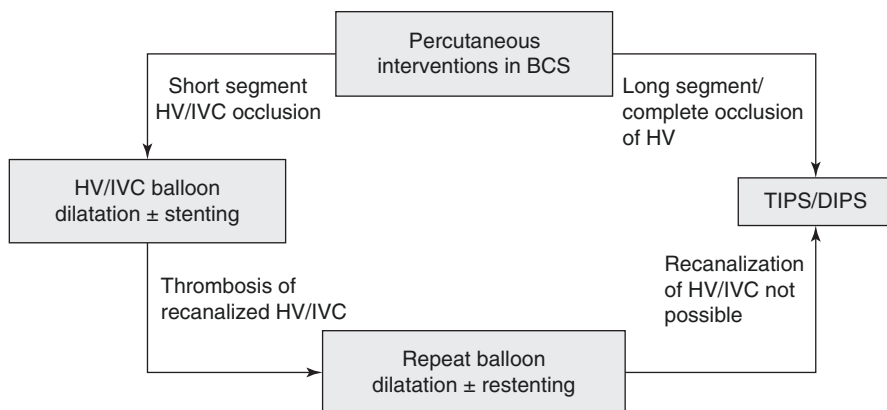 Percutaneous
interventions in BCS
Short segment
HV/IVC occlusion
Long segment/
complete occlusion
of HV
HV/IVC balloon
dilatation ± stenting
TIPS/DIPS
Thrombosis of
recanalized HV/IVC
Recanalization
of HV/IVC not
possible
Repeat balloon
dilatation ± restenting